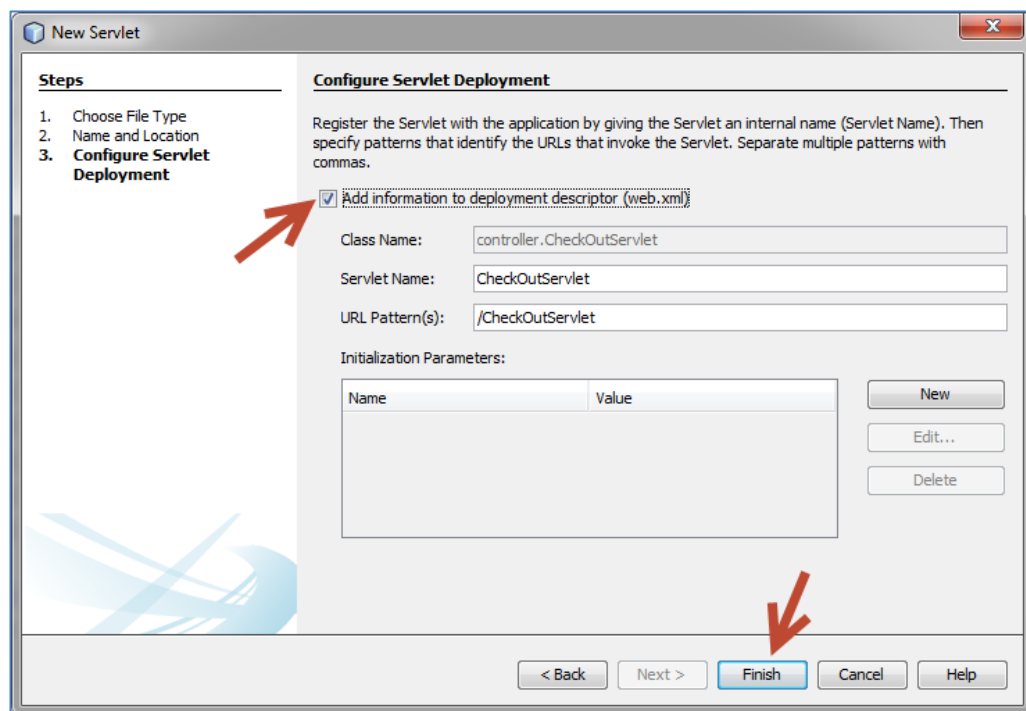 New Servlet
Steps
1. Choose File Type
2. Name and Location
3. Configure Servlet
Deployment
Configure Servlet Deployment
Register the Servlet with the application by giving the Servlet an internal name (Servlet Name). Then
specify patterns that identify the URLs that invoke the Servlet. Separate multiple patterns with
commas.
Add information to deployment descriptor (web.xml)
Class Name: controller.CheckOutServlet
Servlet Name: CheckOutServlet
URL Pattern(s): /CheckOutServlet
Initialization Parameters:
Name Value
New
Edit...
Delete
< Back Next > Finish Cancel Help